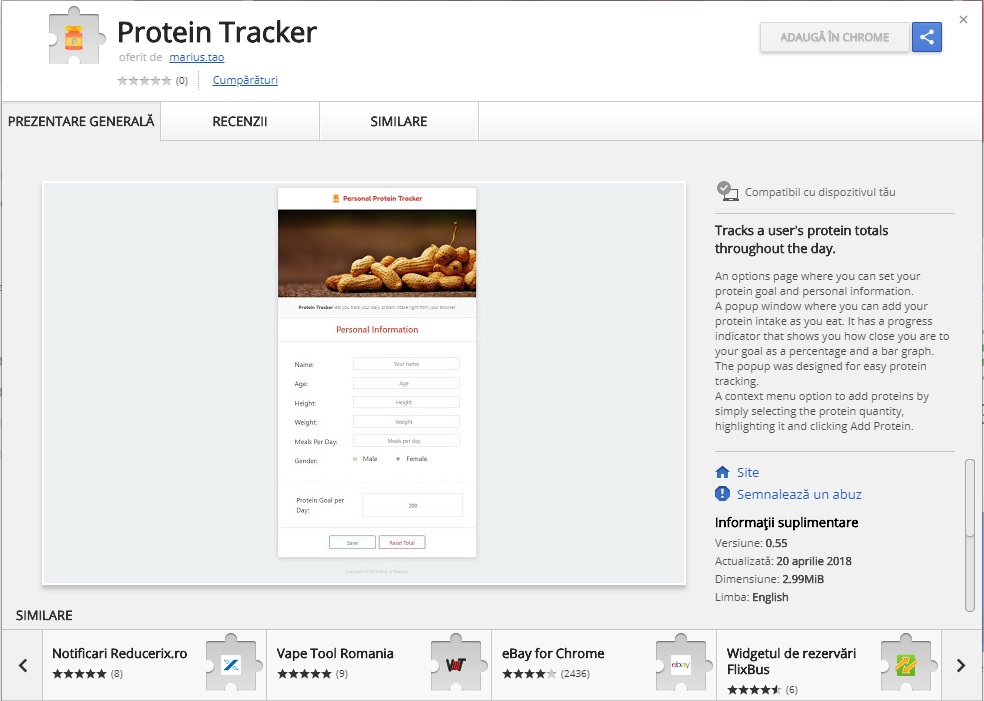 Protein Tracker
oferit de marius.tao
(0) Cumpărături
ADAUGĂ ÎN CHROME
PREZENTARE GENERALĂ
RECENZII
SIMILARE
Personal Protein Tracker
Protein Tracker lets you track your daily protein intake right from your browser
Personal Information
Name: Your name
Age: Age
Height: Height
Weight: Weight
Meals Per Day: Meals per day
Gender: Male Female
Protein Goal per
Day:
200
Save Reset Total
Compatibil cu dispozitivul tău
Tracks a user's protein totals
throughout the day.
An options page where you can set your
protein goal and personal information.
A popup window where you can add your
protein intake as you eat. It has a progress
indicator that shows you how close you are to
your goal as a percentage and a bar graph.
The popup was designed for easy protein
tracking.
A context menu option to add proteins by
simply selecting the protein quantity,
highlighting it and clicking Add Protein.
Site
Semnalează un abuz
Informații suplimentare
Versiune: 0.55
Actualizată: 20 aprilie 2018
Dimensiune: 2.99MiB
Limba: English
SIMILARE
Notificari Reducerix.ro
(8)
Vape Tool Romania
(9)
VWT
eBay for Chrome
(2436)
ebay
Widgetul de rezervări
FlixBus
(6)